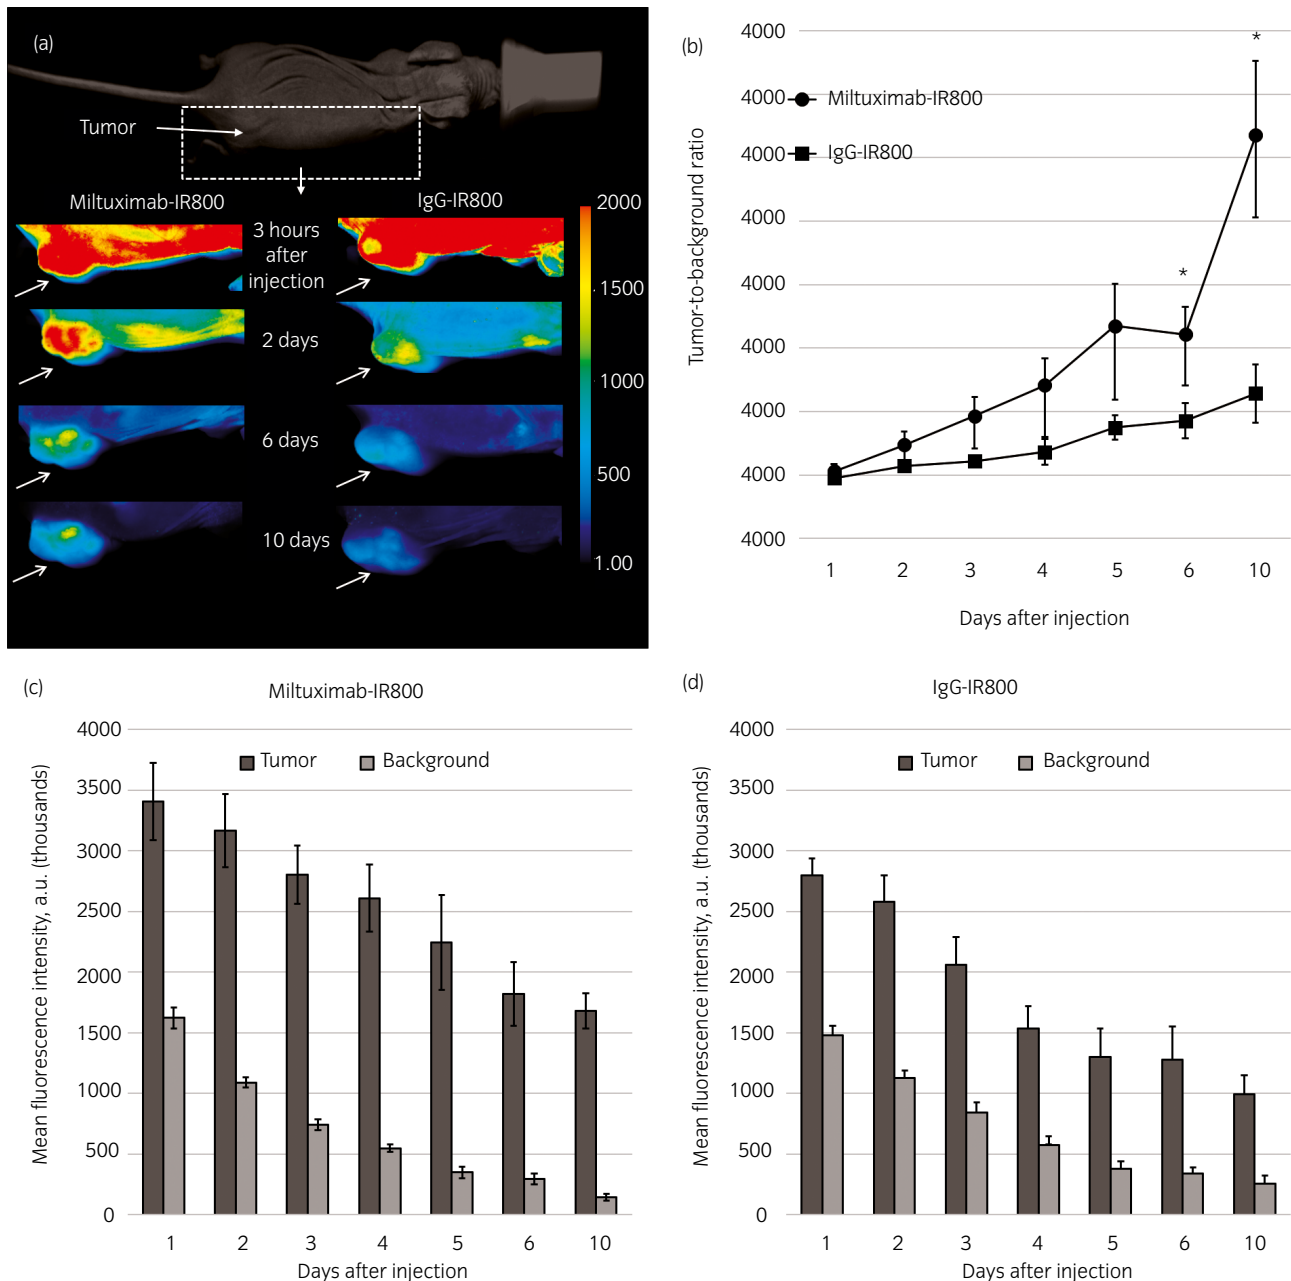 (a)
Tumor
Miltuximab-IR800
IgG-IR800
3 hours
after
injection
2 days
6 days
10 days
2000
1500
1000
500
1.00
(b)
Tumor-to-background ratio
4000
4000
4000
4000
4000
4000
4000
4000
4000
Miltuximab-IR800
IgG-IR800
*
*
1 2 3 4 5 6 10
Days after injection
(c)
Miltuximab-IR800
Mean fluorescence intensity, a.u. (thousands)
4000
3500
3000
2500
2000
1500
1000
500
0
Tumor Background
1 2 3 4 5 6 10
Days after injection
(d)
IgG-IR800
Mean fluorescence intensity, a.u. (thousands)
4000
3500
3000
2500
2000
1500
1000
500
0
Tumor Background
1 2 3 4 5 6 10
Days after injection